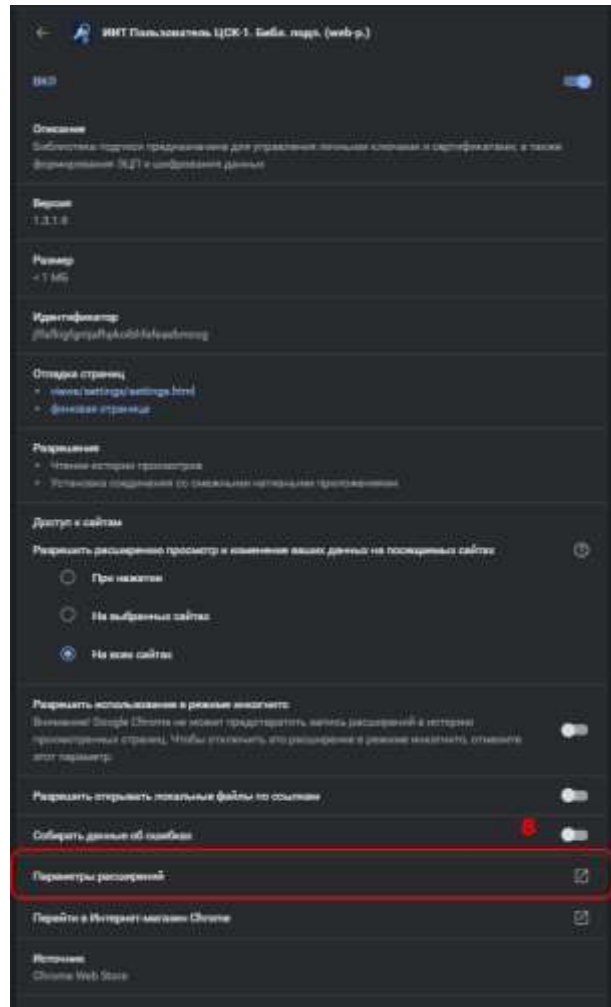 ИИТ Пользователь ЦСК-1. Библ. подп. (web-р.)
ВКЛ
Описание
Библиотека подписи предназначена для управления личными ключами и сертификатами, а также
формирования ЭЦП и шифрования данных
Версия
1.3.1.6
Размер
< 1 МБ
Идентификатор
Отладка страниц
views/settings/settings.html
фоновая страница
Разрешения
Чтение истории просмотров
Установка соединения со смежными нативными приложениями
Доступ к сайтам
Разрешить расширению просмотр и изменение ваших данных на посещаемых сайтах
При нажатии
На выбранных сайтах
На всех сайтах
Разрешить использование в режиме инкогнито
Внимание! Google Chrome не может предотвратить запись расширений в историю
просмотренных страниц. Чтобы отключить это расширение в режиме инкогнито, отмените
этот параметр.
Разрешить открывать локальные файлы по ссылкам
8
Собирать данные об ошибках
Параметры расширений
Перейти в Интернет-магазин Chrome
Источник
Chrome Web Store